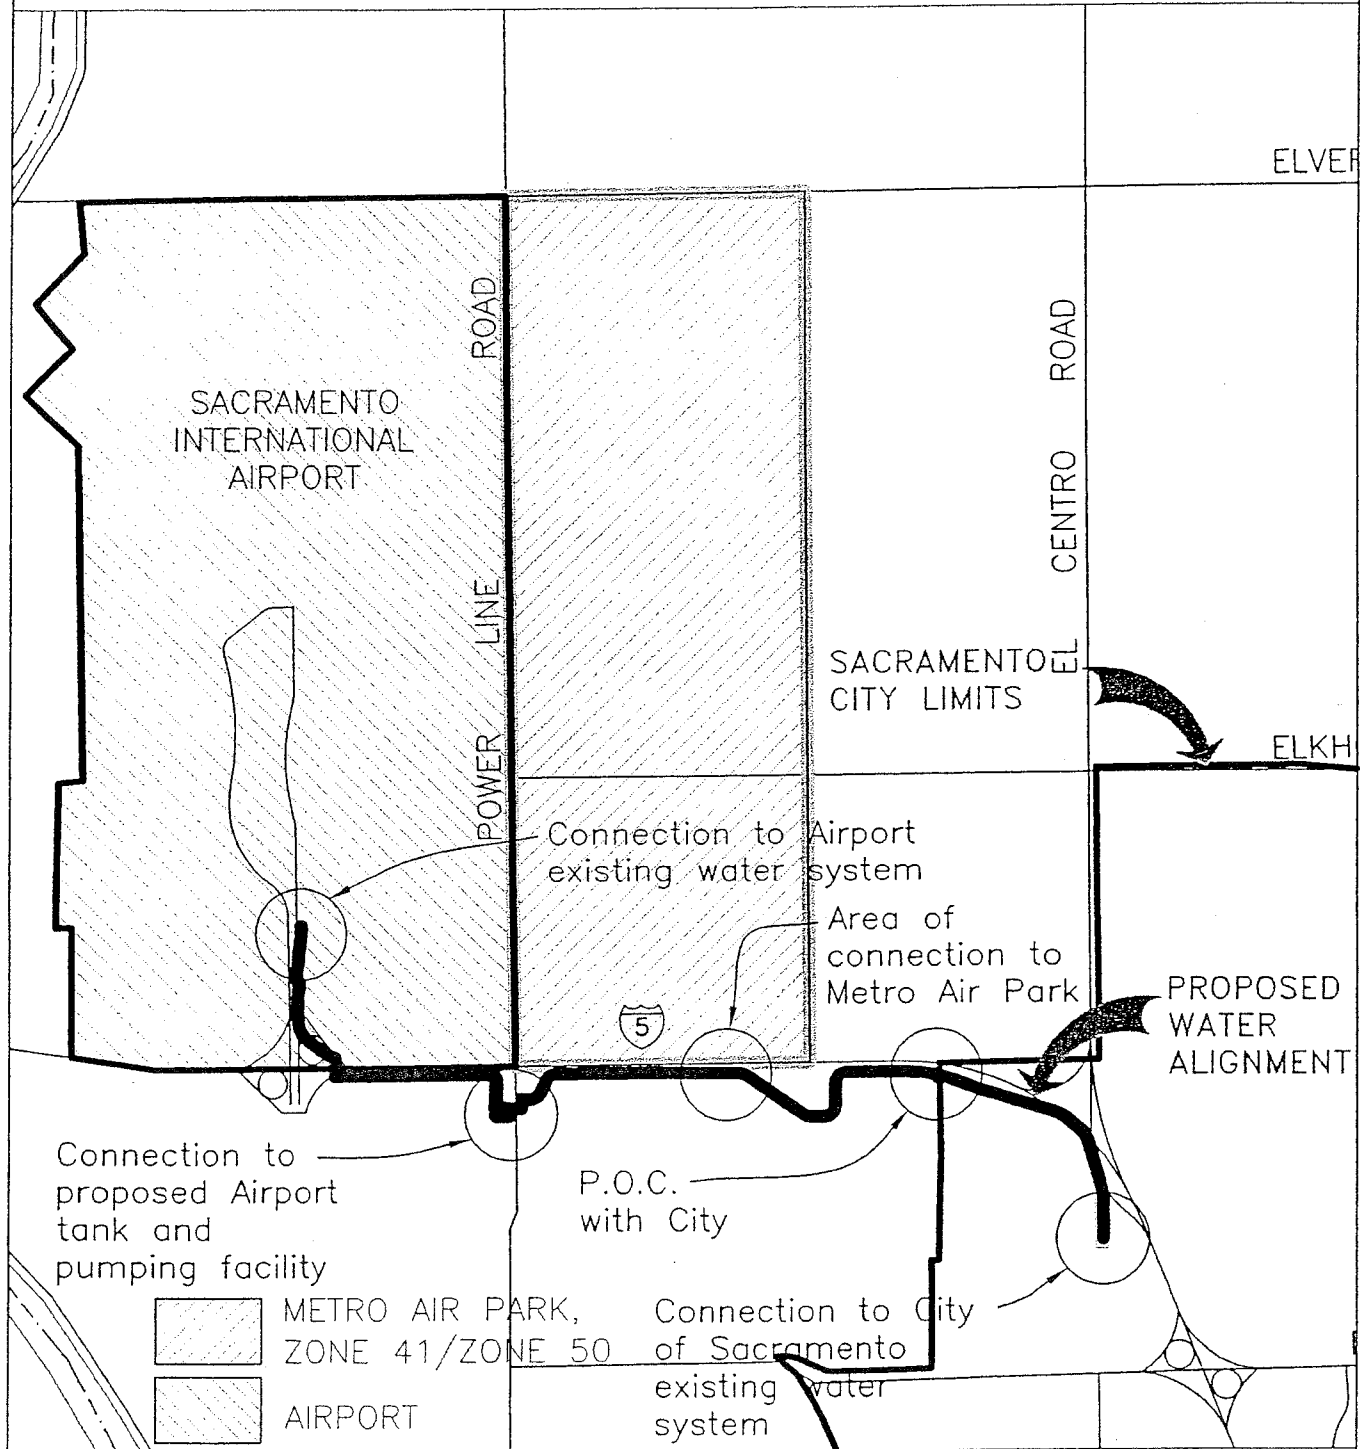 ELVER
ROAD
SACRAMENTO
INTERNATIONAL
AIRPORT
ROAD
CENTRO
LINE
SACRAMENTO
CITY LIMITS
EL
POWER
ELKH
Connection to Airport
existing water system
Area of
connection to
Metro Air Park
PROPOSED
WATER
ALIGNMENT
5
Connection to
proposed Airport
tank and
pumping facility
P.O.C.
with City
METRO AIR PARK,
ZONE 41/ZONE 50
AIRPORT
Connection to City
of Sacramento
existing water
system